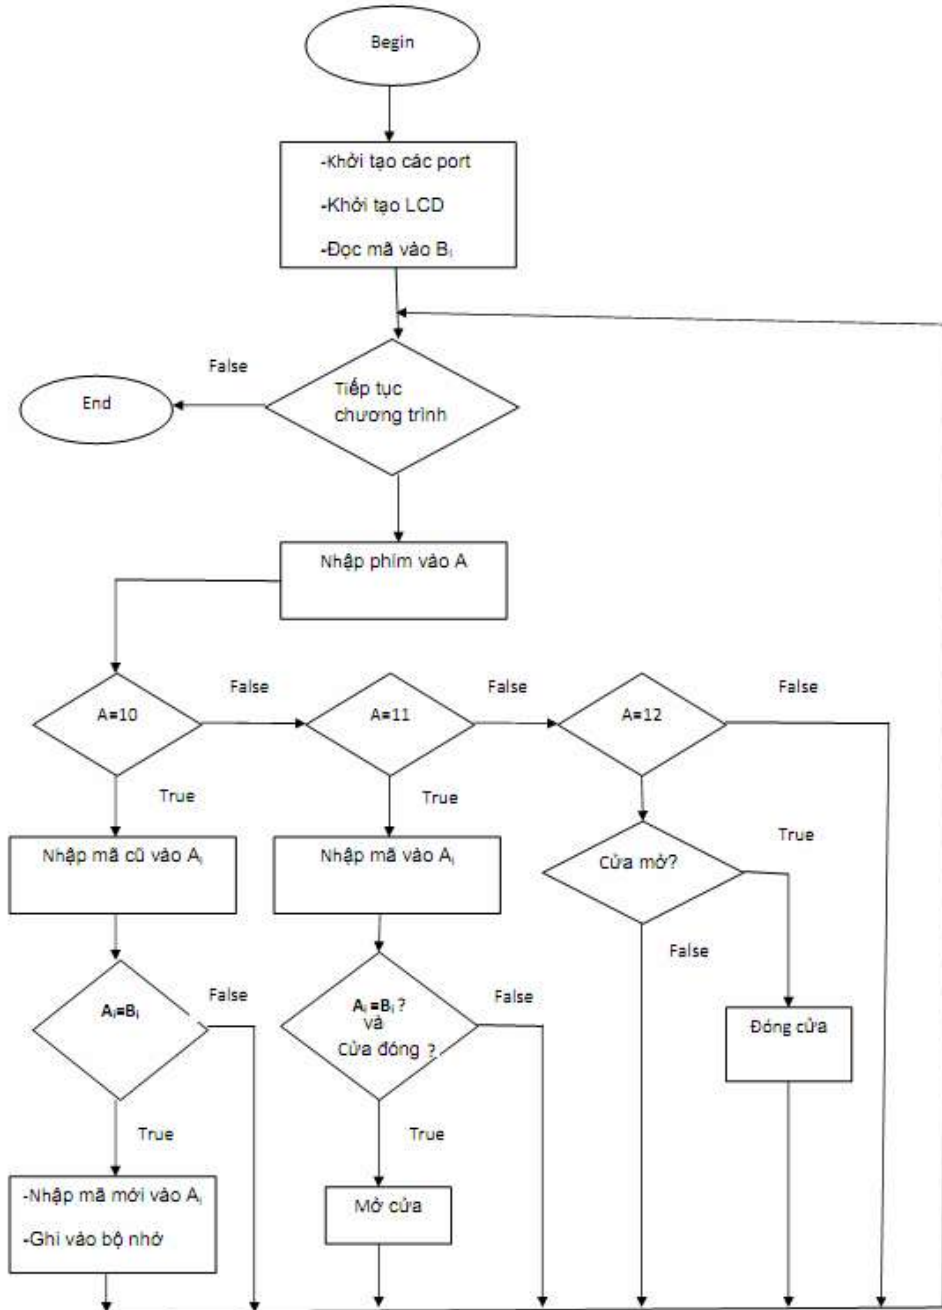 Begin
-Khởi tạo các port
-Khởi tạo LCD
-Đọc mã vào Bᵢ
False
Tiếp tục
chương trình
End
Nhập phím vào A
False
False
False
A=10
A=11
A=12
True
True
Nhập mã cũ vào Aᵢ
Nhập mã vào Aᵢ
Cửa mở?
True
False
Aᵢ=Bᵢ
False
Aᵢ=Bᵢ ?
và
Cửa đóng ?
False
Đóng cửa
True
True
-Nhập mã mới vào Aᵢ
-Ghi vào bộ nhớ
Mở cửa